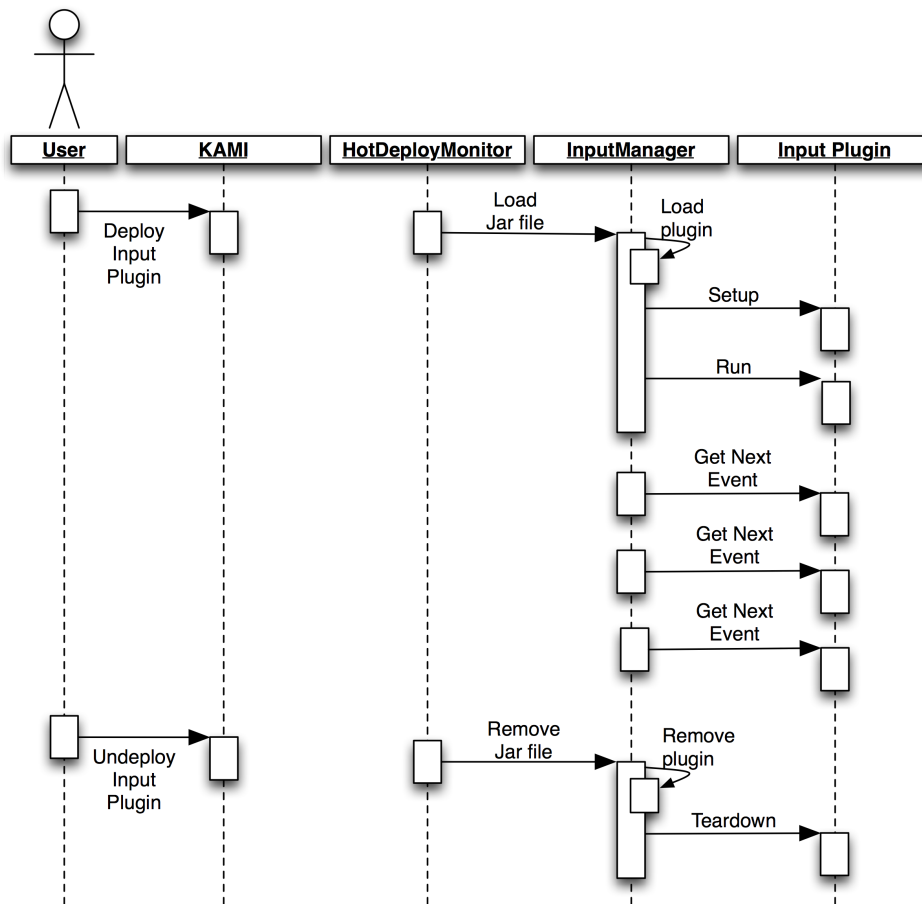 User
KAMI
HotDeployMonitor
InputManager
Input Plugin
Deploy
Input
Plugin
Load
Jar file
Load
plugin
Setup
Run
Get Next
Event
Get Next
Event
Get Next
Event
Undeploy
Input
Plugin
Remove
Jar file
Remove
plugin
Teardown